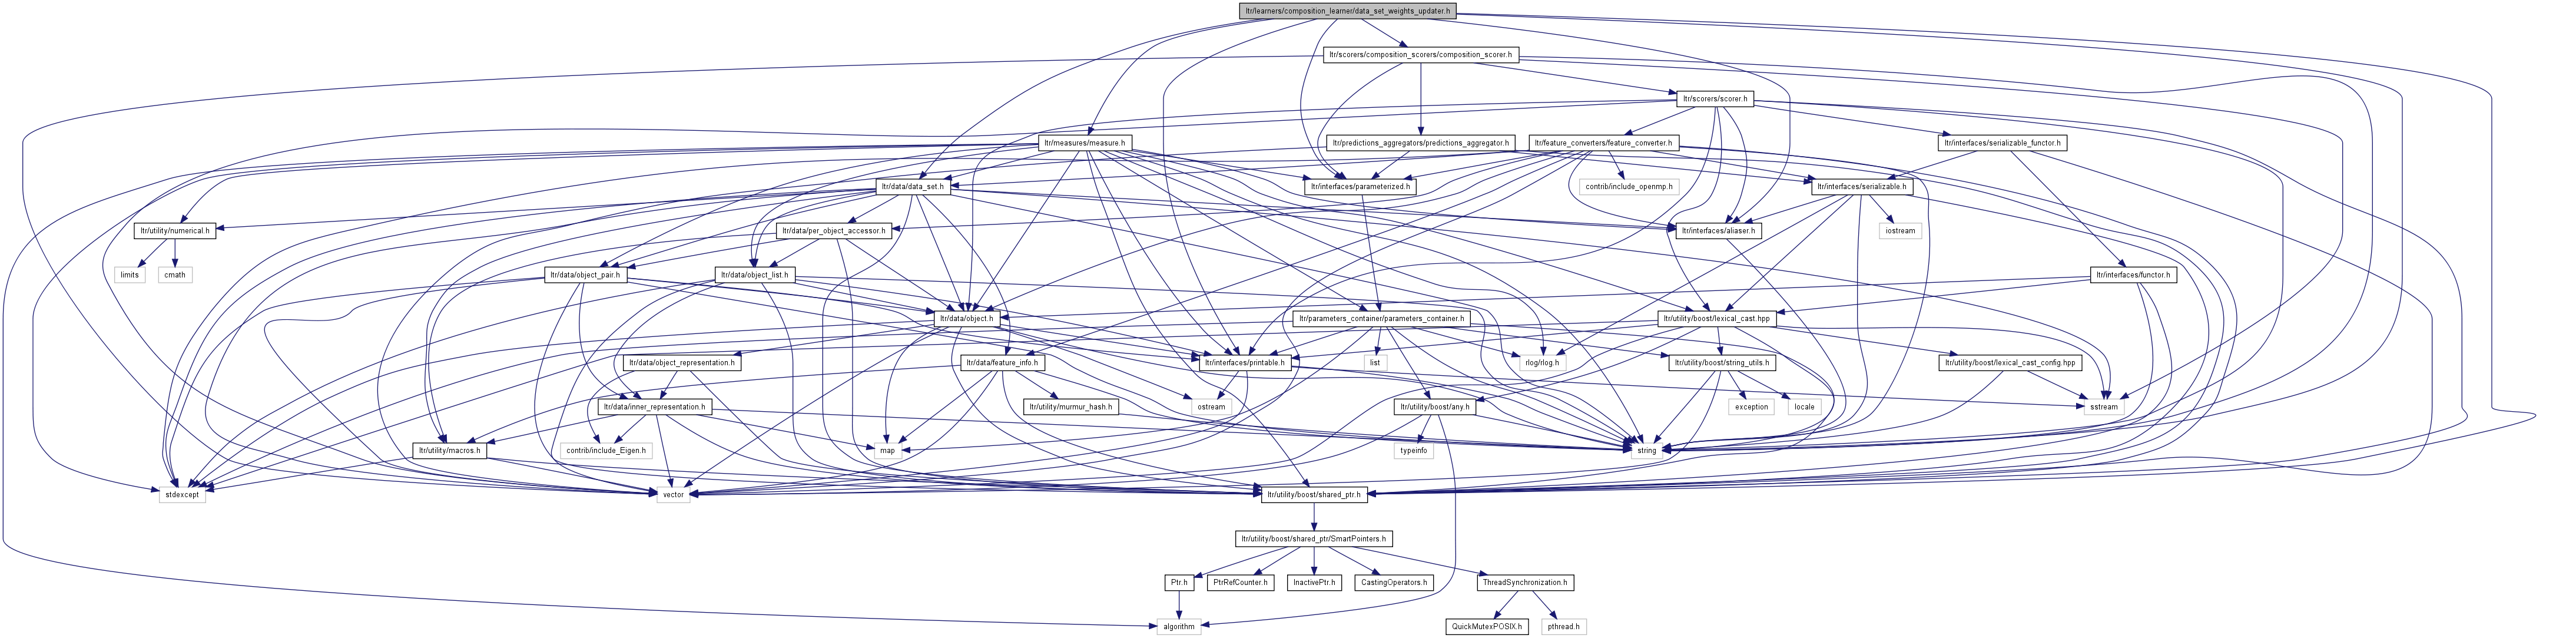 ltr/learners/composition_learner/data_set_weights_updater.h
ltr/scorers/composition_scorers/composition_scorer.h
ltr/scorers/scorer.h
ltr/measures/measure.h
ltr/predictions_aggregators/predictions_aggregator.h
ltr/feature_converters/feature_converter.h
ltr/interfaces/serializable_functor.h
ltr/data/data_set.h
ltr/interfaces/parameterized.h
contrib/include_openmp.h
ltr/interfaces/serializable.h
ltr/utility/numerical.h
ltr/data/per_object_accessor.h
ltr/interfaces/aliaser.h
iostream
limits
cmath
ltr/data/object_pair.h
ltr/data/object_list.h
ltr/interfaces/functor.h
ltr/data/object.h
ltr/parameters_container/parameters_container.h
ltr/utility/boost/lexical_cast.hpp
ltr/data/object_representation.h
ltr/data/feature_info.h
ltr/interfaces/printable.h
list
rlog/rlog.h
ltr/utility/boost/string_utils.h
ltr/utility/boost/lexical_cast_config.hpp
ltr/data/inner_representation.h
ltr/utility/murmur_hash.h
ostream
ltr/utility/boost/any.h
exception
locale
sstream
ltr/utility/macros.h
contrib/include_Eigen.h
map
typeinfo
string
stdexcept
vector
ltr/utility/boost/shared_ptr.h
ltr/utility/boost/shared_ptr/SmartPointers.h
Ptr.h
PtrRefCounter.h
InactivePtr.h
CastingOperators.h
ThreadSynchronization.h
algorithm
QuickMutexPOSIX.h
pthread.h